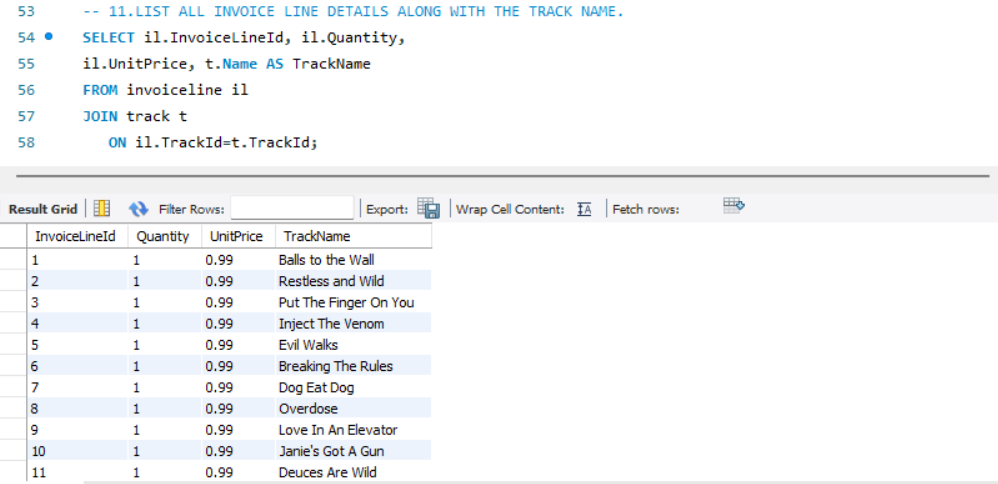 53 -- 11.LIST ALL INVOICE LINE DETAILS ALONG WITH THE TRACK NAME.
54 SELECT il.InvoiceLineId, il.Quantity,
55 il.UnitPrice, t.Name AS TrackName
56 FROM invoiceline il
57 JOIN track t
58 ON il.TrackId=t.TrackId;
Result Grid Filter Rows: Export: Wrap Cell Content: IA Fetch rows:
InvoiceLineId Quantity UnitPrice TrackName
1 1 0.99 Balls to the Wall
2 1 0.99 Restless and Wild
3 1 0.99 Put The Finger On You
4 1 0.99 Inject The Venom
5 1 0.99 Evil Walks
6 1 0.99 Breaking The Rules
7 1 0.99 Dog Eat Dog
8 1 0.99 Overdose
9 1 0.99 Love In An Elevator
10 1 0.99 Janie's Got A Gun
11 1 0.99 Deuces Are Wild